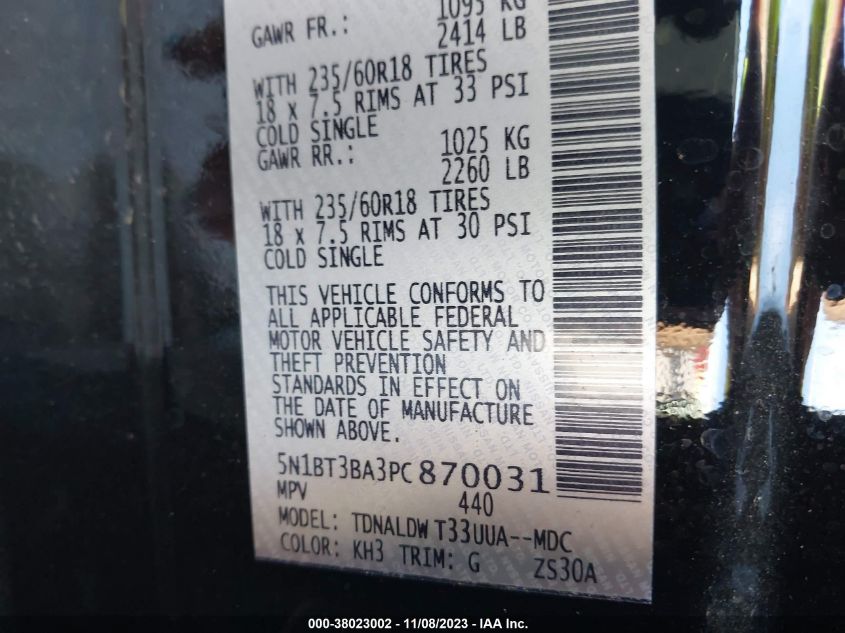 1095 KG
GAWR FR.: 2414 LB
WITH 235/60R18 TIRES
18 x 7.5 RIMS AT 33 PSI
COLD SINGLE 1025 KG
GAWR RR.: 2260 LB
WITH 235/60R18 TIRES
18 x 7.5 RIMS AT 30 PSI
COLD SINGLE
THIS VEHICLE CONFORMS TO
ALL APPLICABLE FEDERAL
MOTOR VEHICLE SAFETY AND
THEFT PREVENTION
STANDARDS IN EFFECT ON
THE DATE OF MANUFACTURE
SHOWN ABOVE.
5N1BT3BA3PC870031
MPV 440
MODEL: TDNALDW T33UUA--MDC
COLOR: KH3 TRIM: G ZS30A
000-38023002 - 11/08/2023 - IAA Inc.